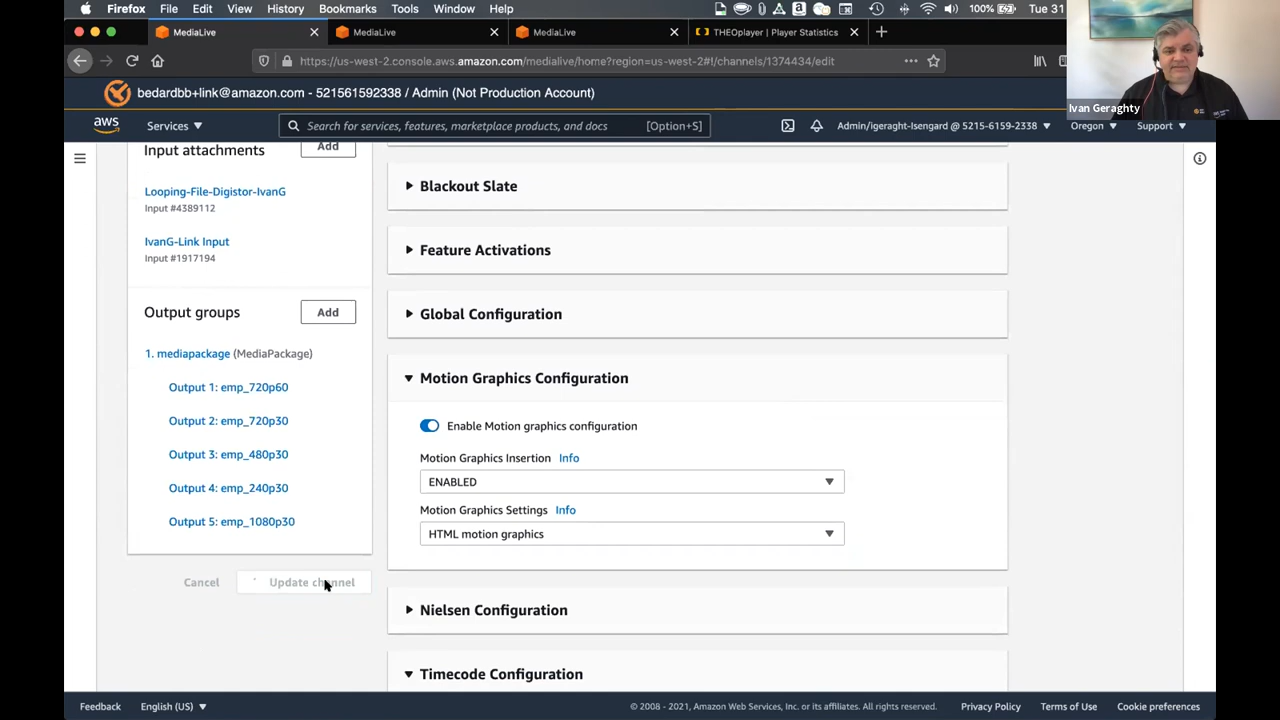 Firefox File Edit View History Bookmarks Tools Window Help 100% Tue 31
MediaLive MediaLive MediaLive THEOplayer | Player Statistics
https://us-west-2.console.aws.amazon.com/medialive/home?region=us-west-2#!/channels/1374434/edit
Ivan Geraghty
bedardbb+link@amazon.com - 521561592338 / Admin (Not Production Account)
aws Services Search for services, features, marketplace products, and docs [Option+S] Admin/igeraght-Isengard @ 5215-6159-2338 Oregon Support
Input attachments Add
Looping-File-Digistor-IvanG
Input #4389112
IvanG-Link Input
Input #1917194
Output groups Add
1. mediapackage (MediaPackage)
Output 1: emp_720p60
Output 2: emp_720p30
Output 3: emp_480p30
Output 4: emp_240p30
Output 5: emp_1080p30
Cancel Update channel
Blackout Slate
Feature Activations
Global Configuration
Motion Graphics Configuration
Enable Motion graphics configuration
Motion Graphics Insertion Info
ENABLED
Motion Graphics Settings Info
HTML motion graphics
Nielsen Configuration
Timecode Configuration
Feedback English (US) © 2008 - 2021, Amazon Web Services, Inc. or its affiliates. All rights reserved. Privacy Policy Terms of Use Cookie preferences